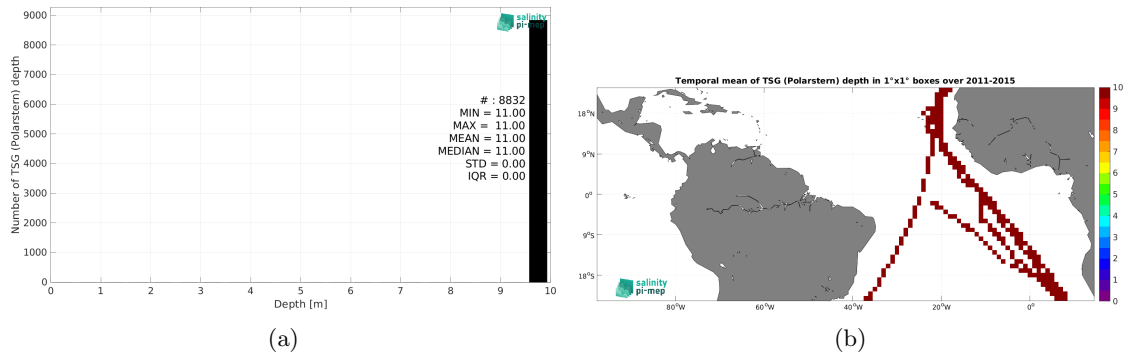 Number of TSG (Polarstern) depth
9000
8000
7000
6000
5000
4000
3000
2000
1000
0
0 1 2 3 4 5 6 7 8 9 10
Depth [m]
salinity
pi-mep
# : 8832
MIN = 11.00
MAX = 11.00
MEAN = 11.00
MEDIAN = 11.00
STD = 0.00
IQR = 0.00
(a)
Temporal mean of TSG (Polarstern) depth in 1°x1° boxes over 2011-2015
18°N
9°N
0°
9°S
18°S
80°W 60°W 40°W 20°W 0°
salinity
pi-mep
10
9
8
7
6
5
4
3
2
1
0
(b)